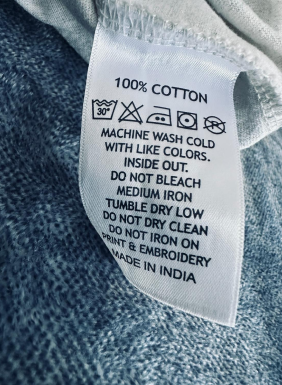 100% COTTON
30°
MACHINE WASH COLD
WITH LIKE COLORS.
INSIDE OUT.
DO NOT BLEACH
MEDIUM IRON
TUMBLE DRY LOW
DO NOT DRY CLEAN
DO NOT IRON ON
PRINT & EMBROIDERY
MADE IN INDIA